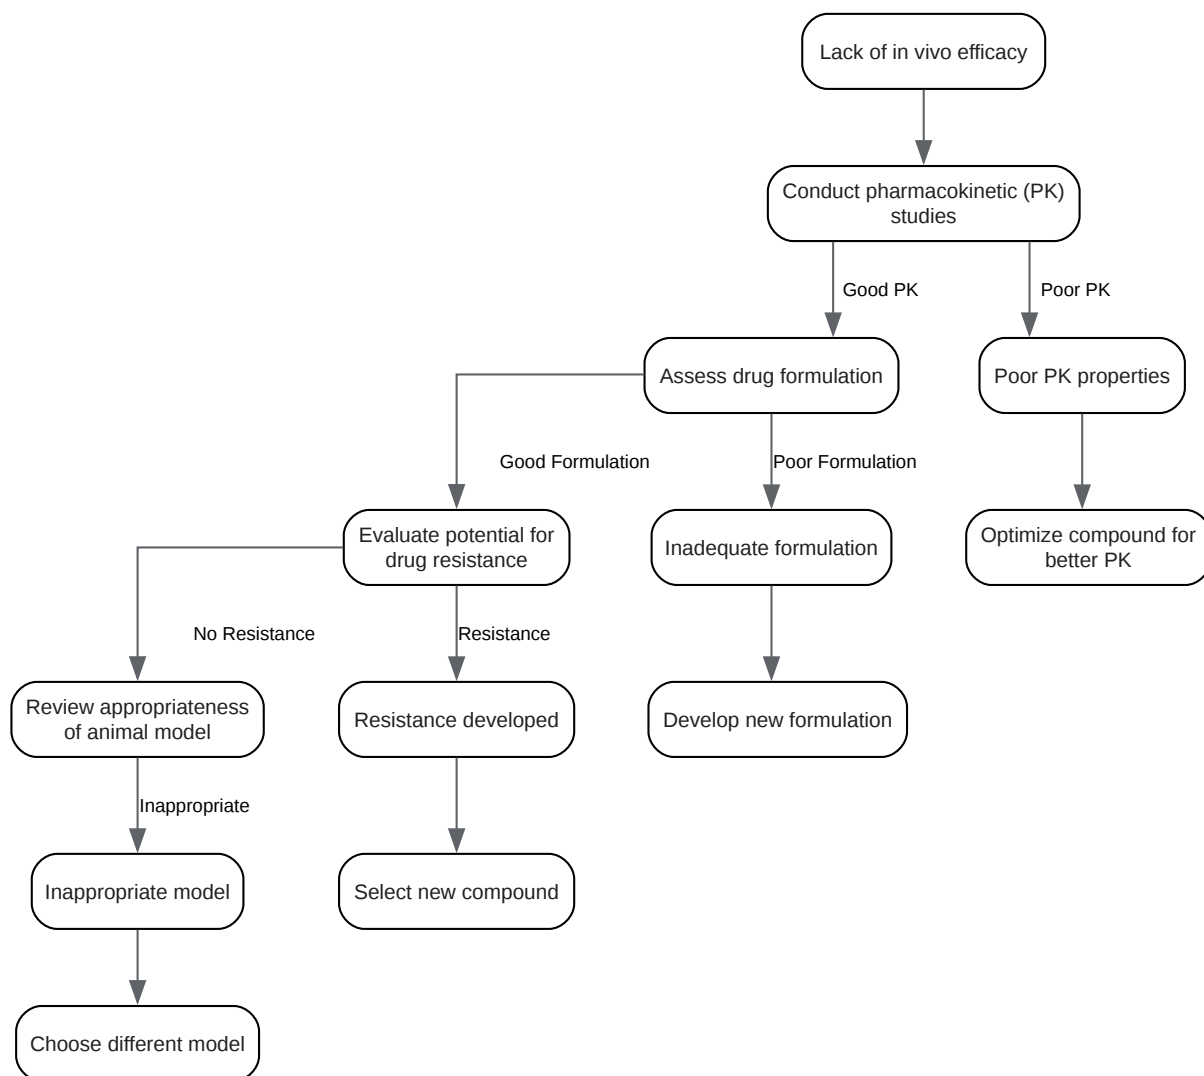 Lack of in vivo efficacy
Conduct pharmacokinetic (PK)
studies
Good PK
Poor PK
Assess drug formulation
Poor PK properties
Good Formulation
Poor Formulation
Evaluate potential for
drug resistance
Inadequate formulation
Optimize compound for
better PK
No Resistance
Resistance
Review appropriateness
of animal model
Resistance developed
Develop new formulation
Inappropriate
Inappropriate model
Select new compound
Choose different model